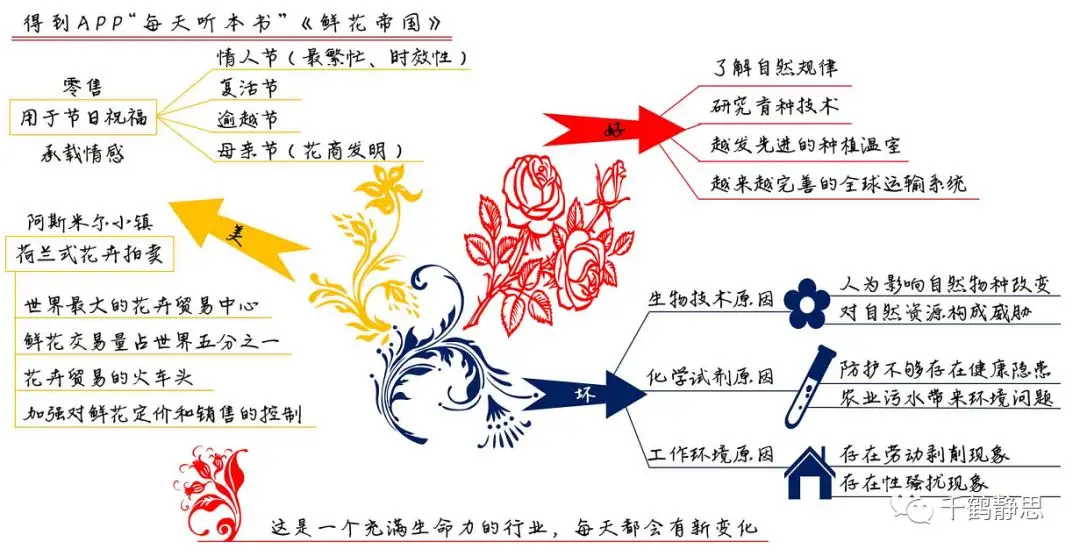 得到APP“每天听本书”《鲜花帝国》
零售
用于节日祝福
承载情感
情人节（最繁忙、时效性）
复活节
逾越节
母亲节（花商发明）
美
阿斯米尔小镇
荷兰式花卉拍卖
世界最大的花卉贸易中心
鲜花交易量占世界五分之一
花卉贸易的火车头
加强对鲜花定价和销售的控制
好
了解自然规律
研究育种技术
越发先进的种植温室
越来越完善的全球运输系统
坏
生物技术原因
人为影响自然物种改变
对自然资源构成威胁
化学试剂原因
防护不够存在健康隐患
农业污水带来环境问题
工作环境原因
存在劳动剥削现象
存在性骚扰现象
这是一个充满生命力的行业，每天都会有新变化
千鹤静思